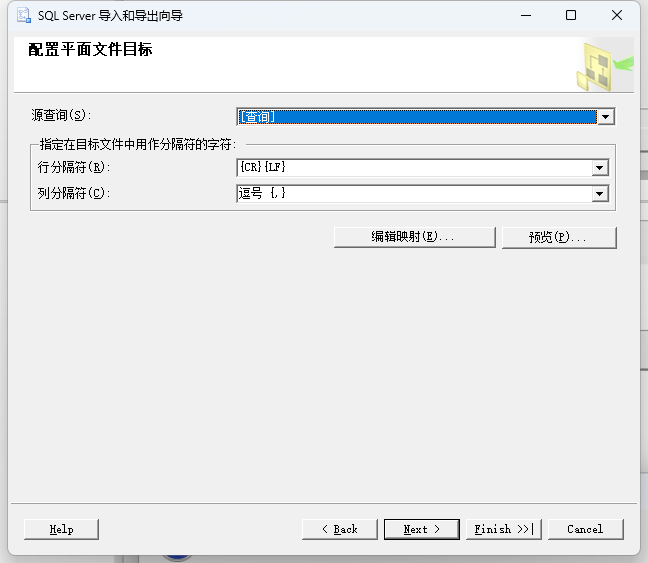 SQL Server 导入和导出向导
配置平面文件目标
源查询(S):
[查询]
指定在目标文件中用作分隔符的字符:
行分隔符(R):
{CR}{LF}
列分隔符(C):
逗号 {,}
编辑映射(E)...
预览(P)...
Help
< Back
Next >
Finish >>|
Cancel